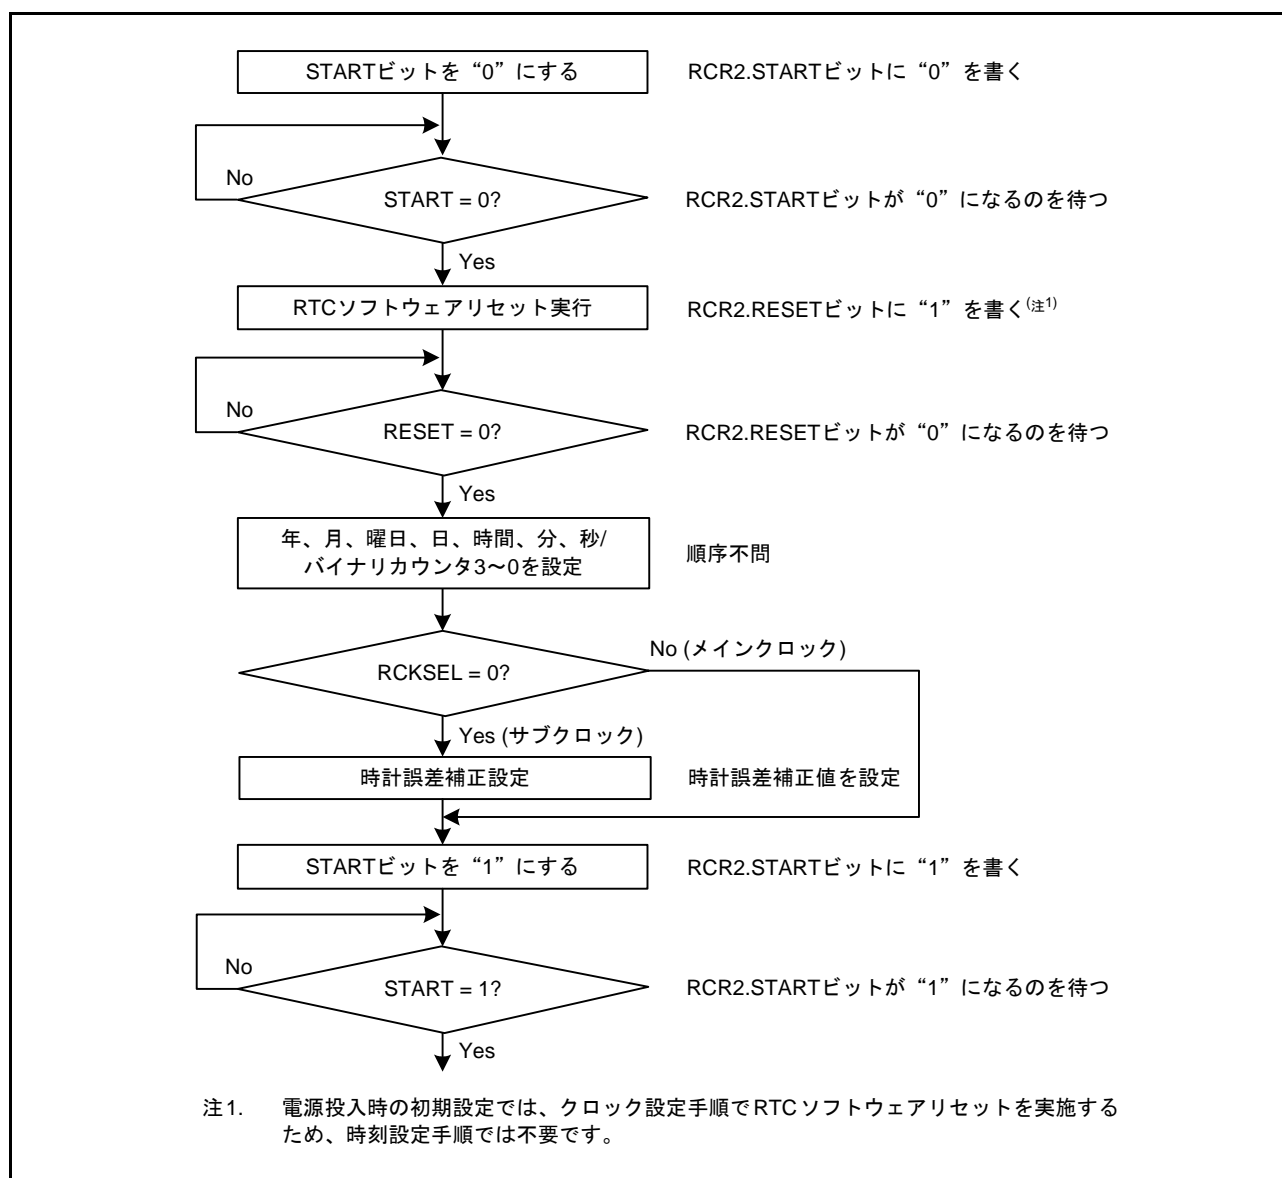 STARTビットを“0”にする
RCR2.STARTビットに“0”を書く
No
START = 0?
RCR2.STARTビットが“0”になるのを待つ
Yes
RTCソフトウェアリセット実行
RCR2.RESETビットに“1”を書く(注1)
No
RESET = 0?
RCR2.RESETビットが“0”になるのを待つ
Yes
年、月、曜日、日、時間、分、秒/
バイナリカウンタ3〜0を設定
順序不問
No (メインクロック)
RCKSEL = 0?
Yes (サブクロック)
時計誤差補正設定
時計誤差補正値を設定
STARTビットを“1”にする
RCR2.STARTビットに“1”を書く
No
START = 1?
RCR2.STARTビットが“1”になるのを待つ
Yes
注1. 電源投入時の初期設定では、クロック設定手順でRTCソフトウェアリセットを実施する
ため、時刻設定手順では不要です。